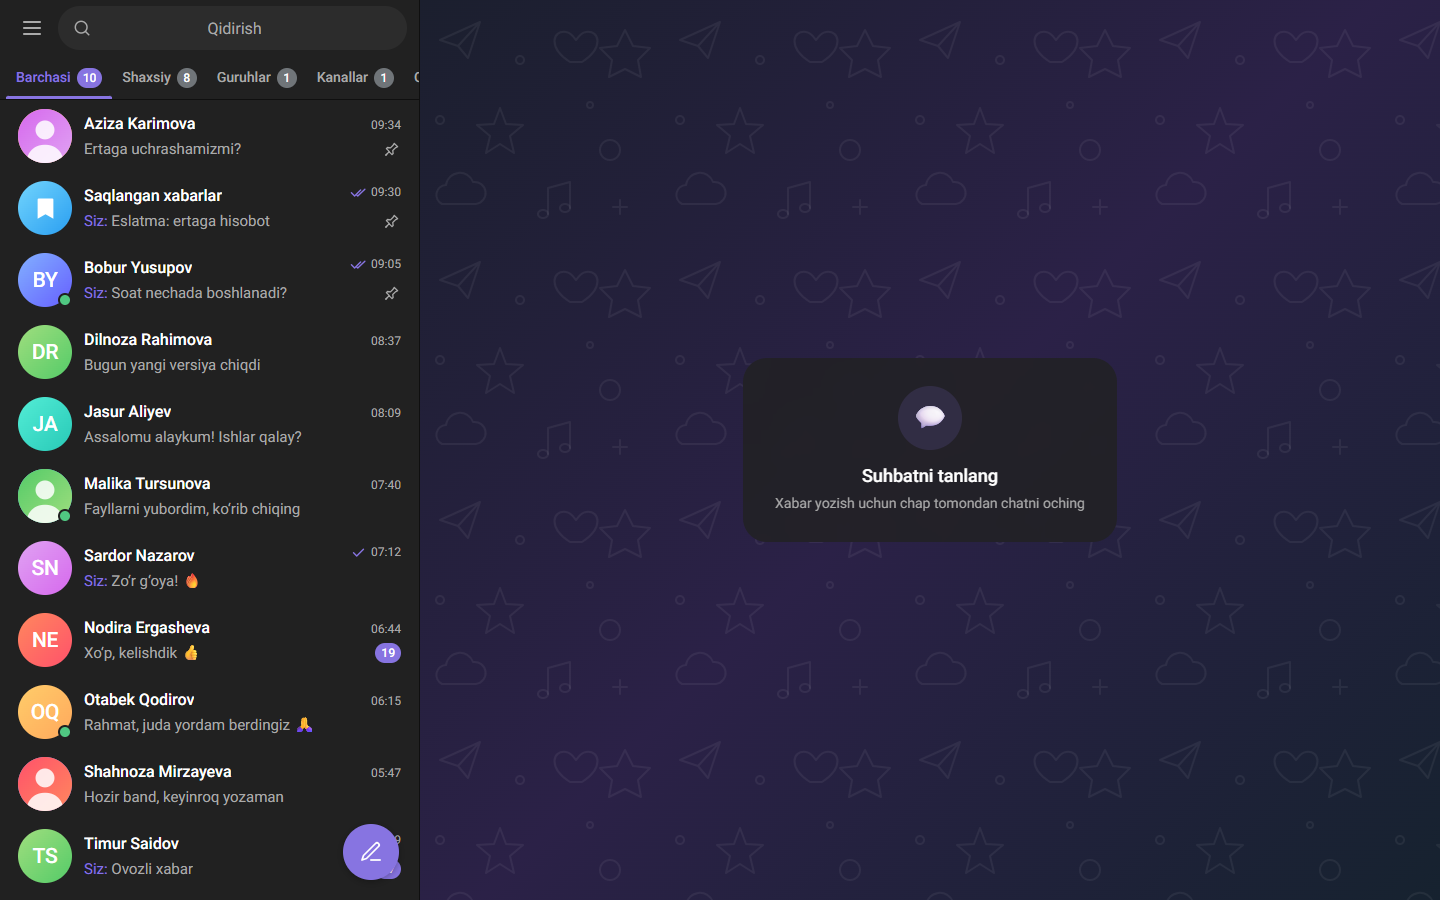 Qidirish
Barchasi 10 Shaxsiy 8 Guruhlar 1 Kanallar 1
Aziza Karimova 09:34
Ertaga uchrashamizmi?
Saqlangan xabarlar 09:30
Siz: Eslatma: ertaga hisobot
BY Bobur Yusupov 09:05
Siz: Soat nechada boshlanadi?
DR Dilnoza Rahimova 08:37
Bugun yangi versiya chiqdi
JA Jasur Aliyev 08:09
Assalomu alaykum! Ishlar qalay?
Malika Tursunova 07:40
Fayllarni yubordim, koʻrib chiqing
SN Sardor Nazarov 07:12
Siz: Zoʻr gʻoya! 🔥
NE Nodira Ergasheva 06:44
Xoʻp, kelishdik 👍 19
OQ Otabek Qodirov 06:15
Rahmat, juda yordam berdingiz 🙏
Shahnoza Mirzayeva 05:47
Hozir band, keyinroq yozaman
TS Timur Saidov
Siz: Ovozli xabar
Suhbatni tanlang
Xabar yozish uchun chap tomondan chatni oching